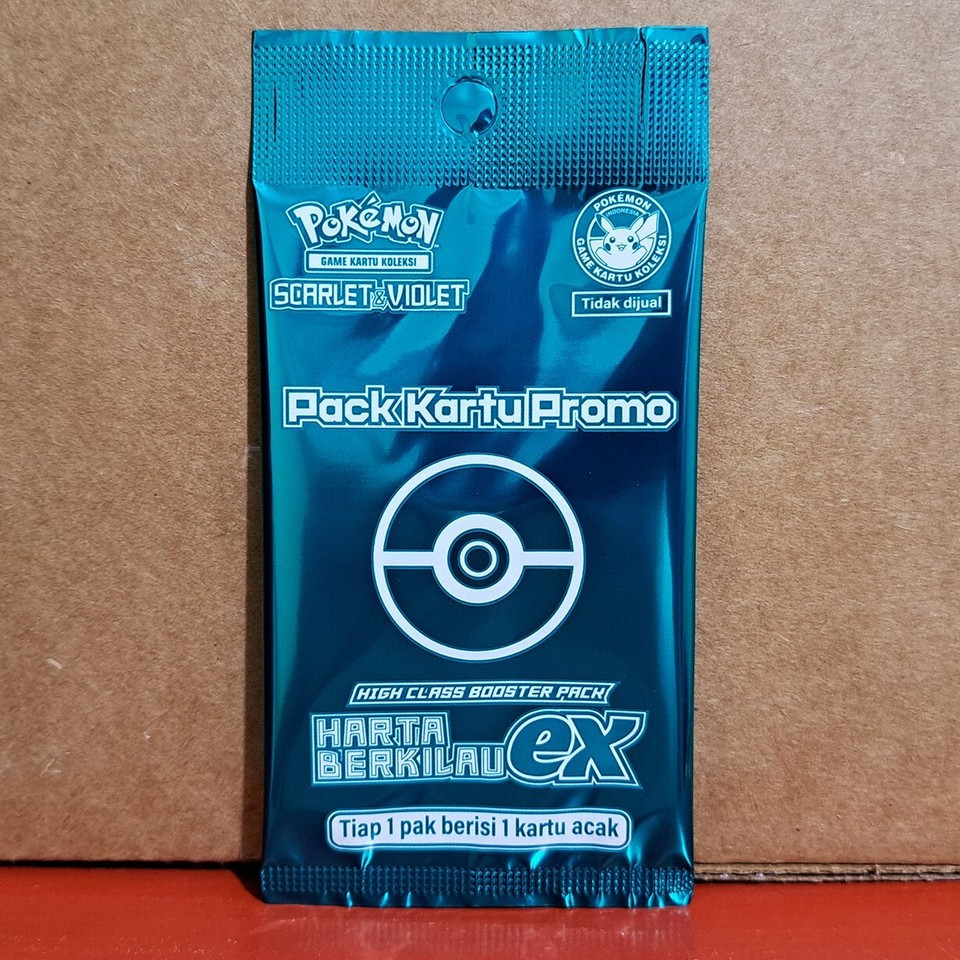 POKéMON
GAME KARTU KOLEKSI
SCARLET & VIOLET
POKÉMON
INDONESIA
GAME KARTU KOLEKSI
Tidak dijual
Pack Kartu Promo
HIGH CLASS BOOSTER PACK
HARTA
BERKILAU ex
Tiap 1 pak berisi 1 kartu acak